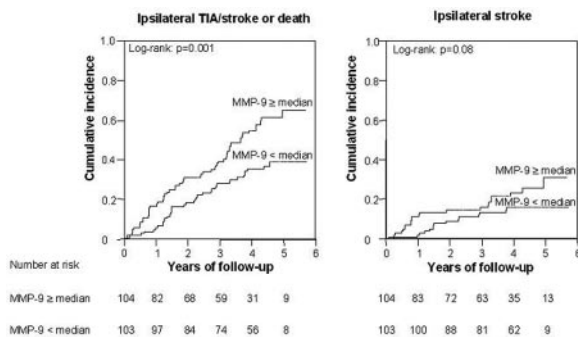 Ipsilateral TIA/stroke or death
Log-rank: p=0.001
MMP-9 ≥ median
MMP-9 < median
Cumulative incidence
1.0
0.8
0.6
0.4
0.2
0.0
0 1 2 3 4 5 6
Years of follow-up
Ipsilateral stroke
Log-rank: p=0.08
MMP-9 ≥ median
MMP-9 < median
Cumulative incidence
1.0
0.8
0.6
0.4
0.2
0.0
0 1 2 3 4 5 6
Years of follow-up
Number at risk
MMP-9 ≥ median 104 82 68 59 31 9 104 83 72 63 35 13
MMP-9 < median 103 97 84 74 56 8 103 100 88 81 62 9